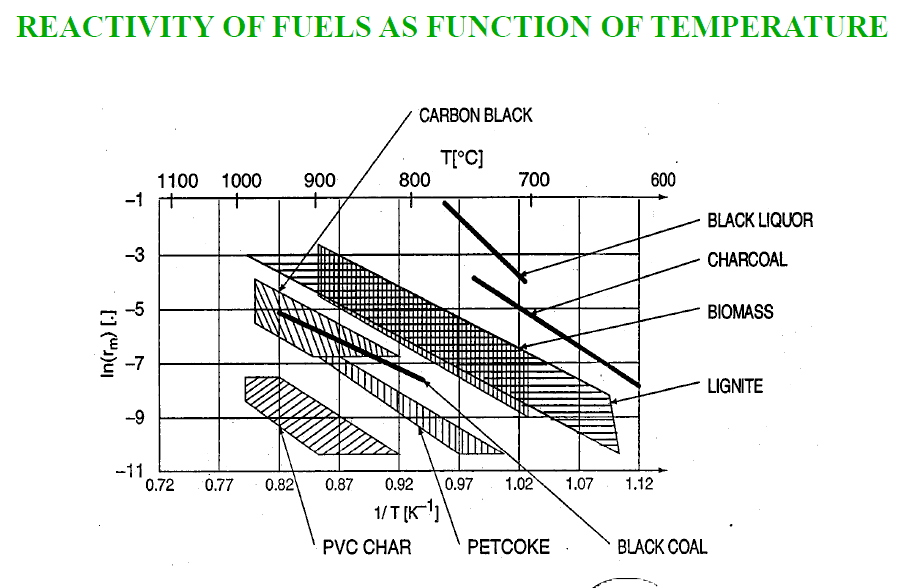 REACTIVITY OF FUELS AS FUNCTION OF TEMPERATURE
CARBON BLACK
T[°C]
1100 1000 900 800 700 600
-1
BLACK LIQUOR
-3
CHARCOAL
-5
BIOMASS
ln(rm) [.]
-7
LIGNITE
-9
-11
0.72 0.77 0.82 0.87 0.92 0.97 1.02 1.07 1.12
1/T [K-1]
PVC CHAR PETCOKE BLACK COAL